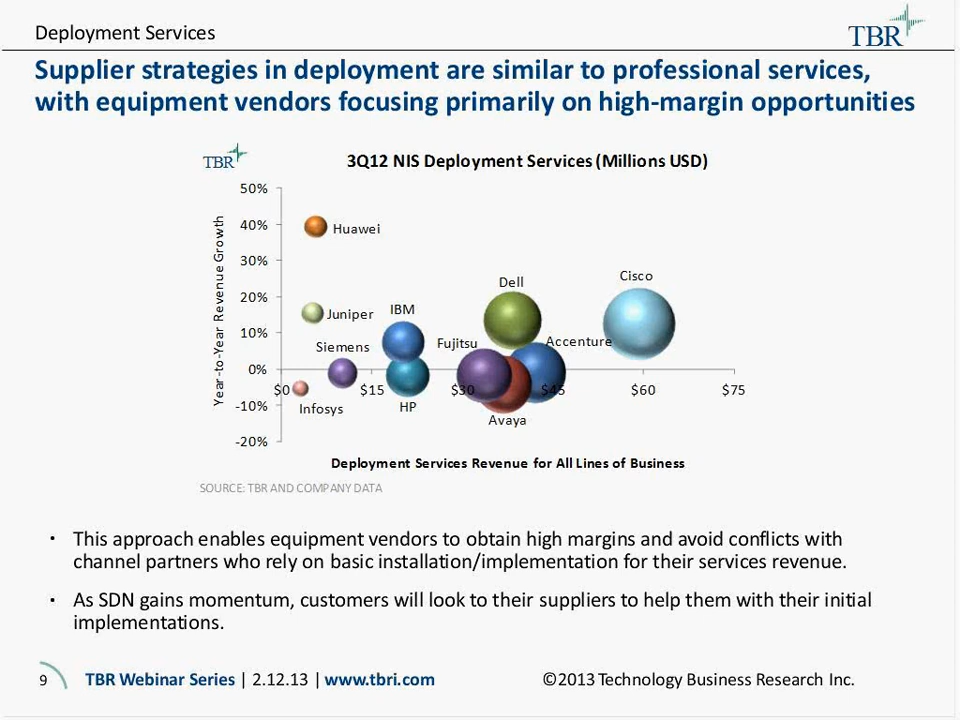 Deployment Services
TBR
Supplier strategies in deployment are similar to professional services,
with equipment vendors focusing primarily on high-margin opportunities
TBR
3Q12 NIS Deployment Services (Millions USD)
Year-to-Year Revenue Growth
50%
40%
30%
20%
10%
0%
-10%
-20%
Huawei
Cisco
Dell
IBM
Juniper
Siemens
Fujitsu
Accenture
$0
$15
$30
$45
$60
$75
Infosys
HP
Avaya
Deployment Services Revenue for All Lines of Business
SOURCE: TBR AND COMPANY DATA
• This approach enables equipment vendors to obtain high margins and avoid conflicts with
channel partners who rely on basic installation/implementation for their services revenue.
• As SDN gains momentum, customers will look to their suppliers to help them with their initial
implementations.
9 TBR Webinar Series | 2.12.13 | www.tbri.com ©2013 Technology Business Research Inc.